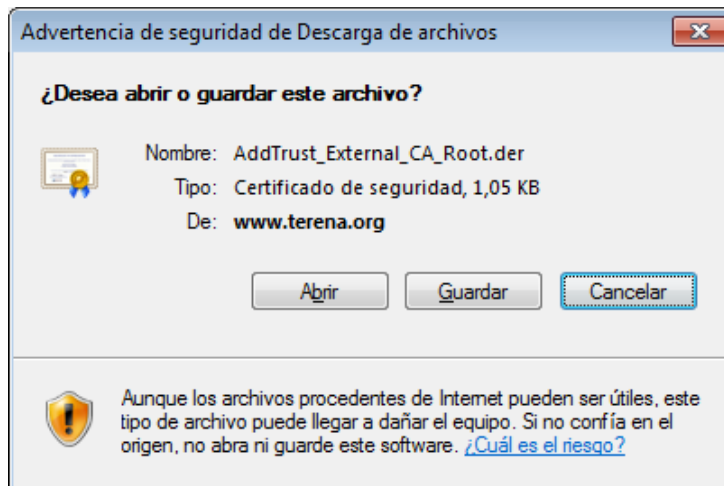 Advertencia de seguridad de Descarga de archivos
¿Desea abrir o guardar este archivo?
Nombre: AddTrust_External_CA_Root.der
Tipo: Certificado de seguridad, 1,05 KB
De: www.terena.org
Abrir Guardar Cancelar
Aunque los archivos procedentes de Internet pueden ser útiles, este
tipo de archivo puede llegar a dañar el equipo. Si no confía en el
origen, no abra ni guarde este software. ¿Cuál es el riesgo?